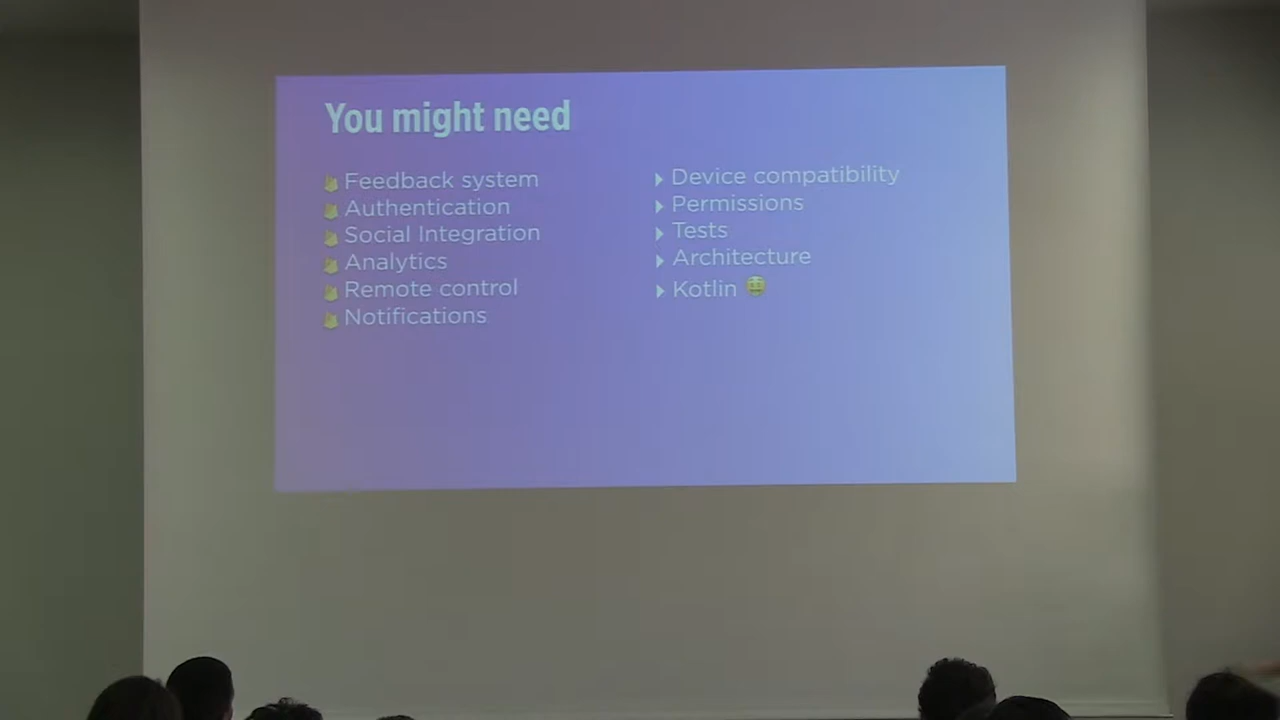 You might need
Feedback system
Authentication
Social Integration
Analytics
Remote control
Notifications
Device compatibility
Permissions
Tests
Architecture
Kotlin